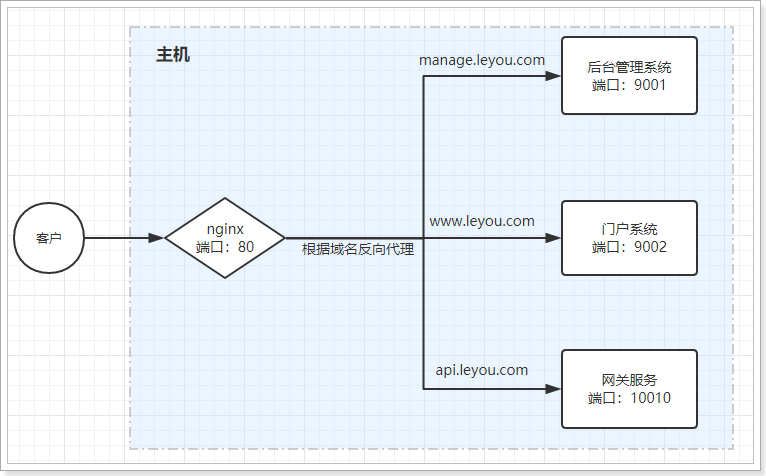 主机
manage.leyou.com
后台管理系统
端口：9001
客户
nginx
端口：80
根据域名反向代理
www.leyou.com
门户系统
端口：9002
api.leyou.com
网关服务
端口：10010